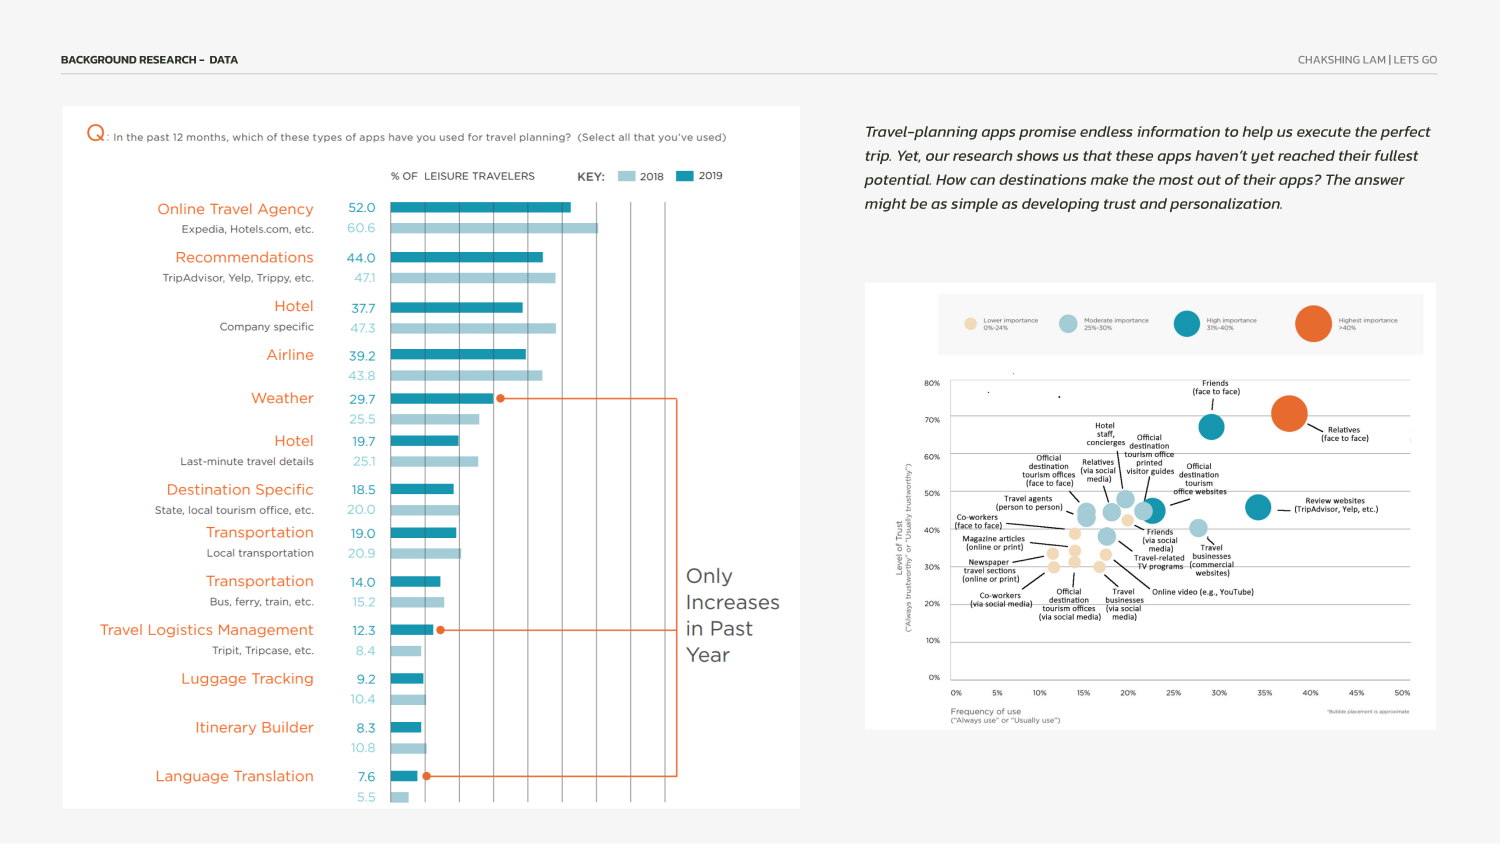 BACKGROUND RESEARCH - DATA
CHAKSHING LAM | LETS GO
Q: In the past 12 months, which of these types of apps have you used for travel planning? (Select all that you've used)
% OF LEISURE TRAVELERS
KEY: 2018 2019
Online Travel Agency 52.0
Expedia, Hotels.com, etc. 60.6
Recommendations 44.0
TripAdvisor, Yelp, Trippy, etc. 47.1
Hotel 37.7
Company specific 47.3
Airline 39.2
43.8
Weather 29.7
25.5
Hotel 19.7
Last-minute travel details 25.1
Destination Specific 18.5
State, local tourism office, etc. 20.0
Transportation 19.0
Local transportation 20.9
Transportation 14.0
Bus, ferry, train, etc. 15.2
Travel Logistics Management 12.3
Tripit, Tripcase, etc. 8.4
Luggage Tracking 9.2
10.4
Itinerary Builder 8.3
10.8
Language Translation 7.6
5.5
Only
Increases
in Past
Year
Travel-planning apps promise endless information to help us execute the perfect
trip. Yet, our research shows us that these apps haven't yet reached their fullest
potential. How can destinations make the most out of their apps? The answer
might be as simple as developing trust and personalization.
Lower importance
0%-24%
Moderate importance
25%-30%
High importance
31%-40%
Highest importance
>40%
Level of Trust
("Always trustworthy" or "Usually trustworthy")
80%
70%
60%
50%
40%
30%
20%
10%
0%
Friends
(face to face)
Relatives
(face to face)
Hotel
staff,
concierges
Official
destination
tourism office
printed
visitor guides
Official
destination
tourism offices
(face to face)
Relatives
(via social
media)
Official
destination
tourism
office websites
Travel agents
(person to person)
Review websites
(TripAdvisor, Yelp, etc.)
Co-workers
(face to face)
Magazine articles
(online or print)
Friends
(via social
media)
Travel-related
TV programs
Travel
businesses
(commercial
websites)
Newspaper
travel sections
(online or print)
Co-workers
(via social media)
Official
destination
tourism offices
(via social media)
Travel
businesses
(via social
media)
Online video (e.g., YouTube)
0% 5% 10% 15% 20% 25% 30% 35% 40% 45% 50%
Frequency of use
("Always use" or "Usually use")
*Bubble placement is approximate